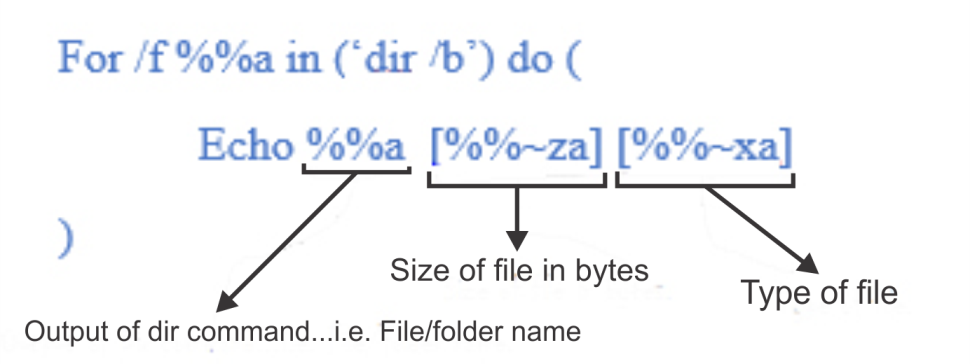 For /f %%a in (‘dir /b’) do (
Echo %%a [%%~za] [%%~xa]
)
Size of file in bytes
Type of file
Output of dir command...i.e. File/folder name